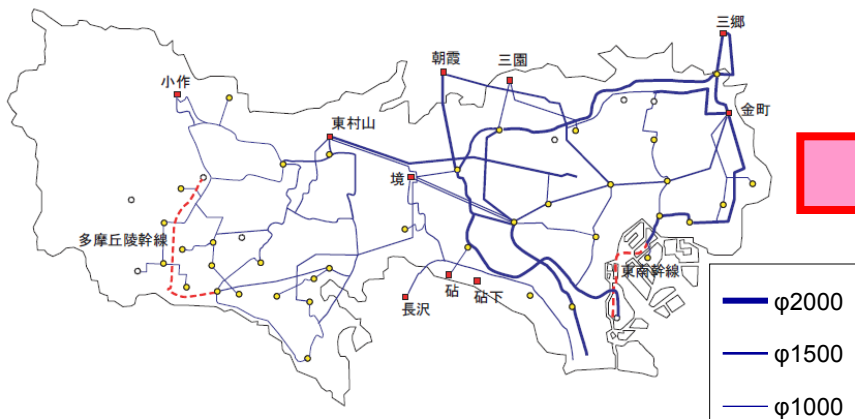 三郷
朝霞
三園
小作
金町
東村山
境
多摩丘陵幹線
東南幹線
砧
砧下
長沢
φ2000
φ1500
φ1000